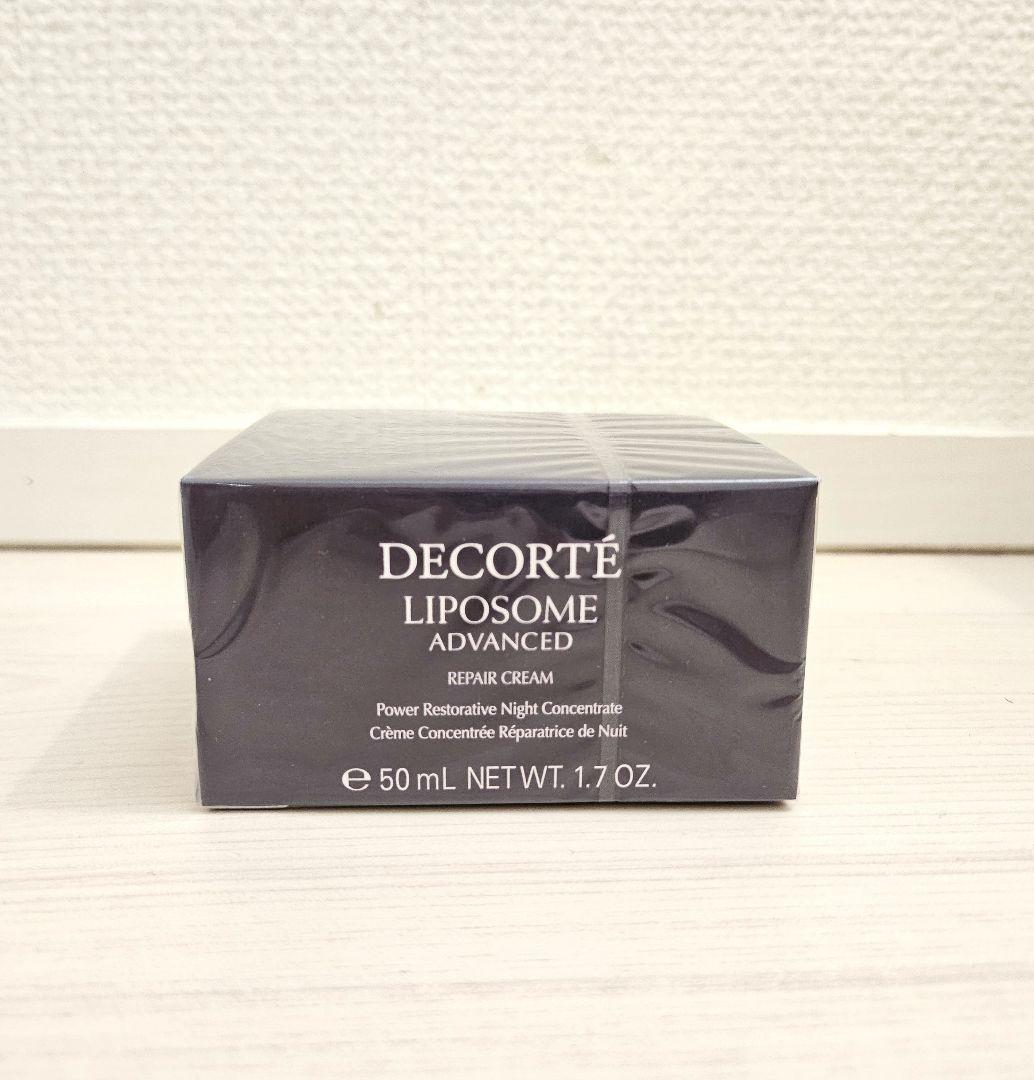 DECORTÉ
LIPOSOME
ADVANCED
REPAIR CREAM
Power Restorative Night Concentrate
Crème Concentrée Réparatrice de Nuit
℮ 50 mL NET WT. 1.7 OZ.